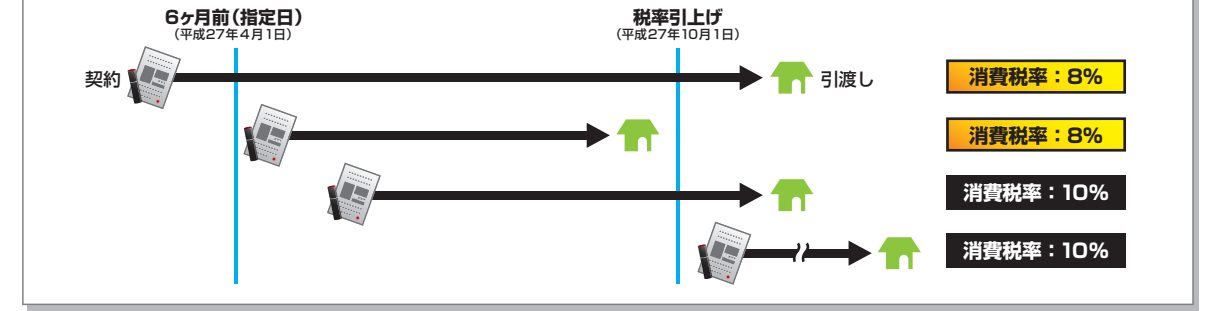 6ヶ月前（指定日）
（平成27年4月1日）
税率引上げ
（平成27年10月1日）
契約
引渡し
消費税率：8%
消費税率：8%
消費税率：10%
消費税率：10%